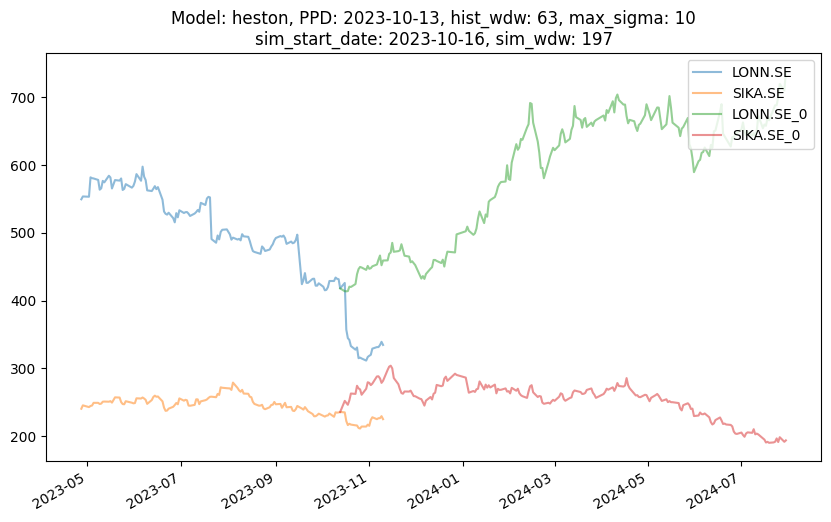 Model: heston, PPD: 2023-10-13, hist_wdw: 63, max_sigma: 10
sim_start_date: 2023-10-16, sim_wdw: 197
LONN.SE
SIKA.SE
LONN.SE_0
SIKA.SE_0
700
600
500
400
300
200
2023-05
2023-07
2023-09
2023-11
2024-01
2024-03
2024-05
2024-07